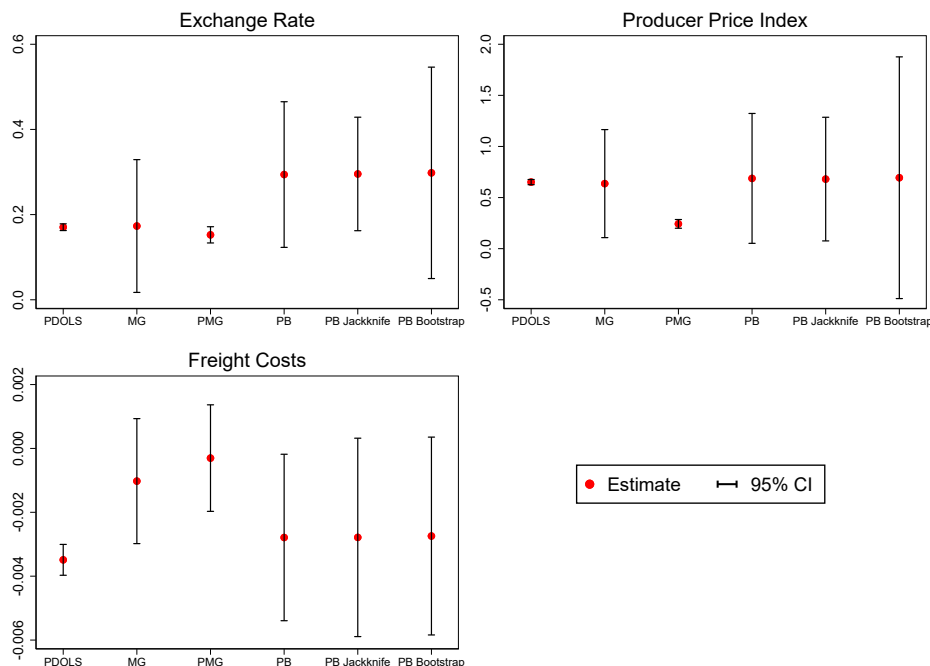 Exchange Rate
0.6
0.4
0.2
0.0
PDOLS MG PMG PB PB Jackknife PB Bootstrap
Producer Price Index
2.0
1.5
1.0
0.5
0.0
-0.5
PDOLS MG PMG PB PB Jackknife PB Bootstrap
Freight Costs
0.002
0.000
-0.002
-0.004
-0.006
PDOLS MG PMG PB PB Jackknife PB Bootstrap
Estimate 95% CI